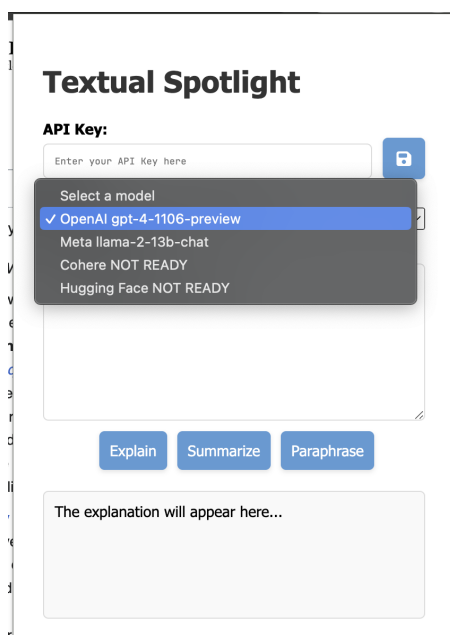 Textual Spotlight
API Key:
Enter your API Key here
Select a model
✓ OpenAI gpt-4-1106-preview
Meta llama-2-13b-chat
Cohere NOT READY
Hugging Face NOT READY
Explain Summarize Paraphrase
The explanation will appear here...